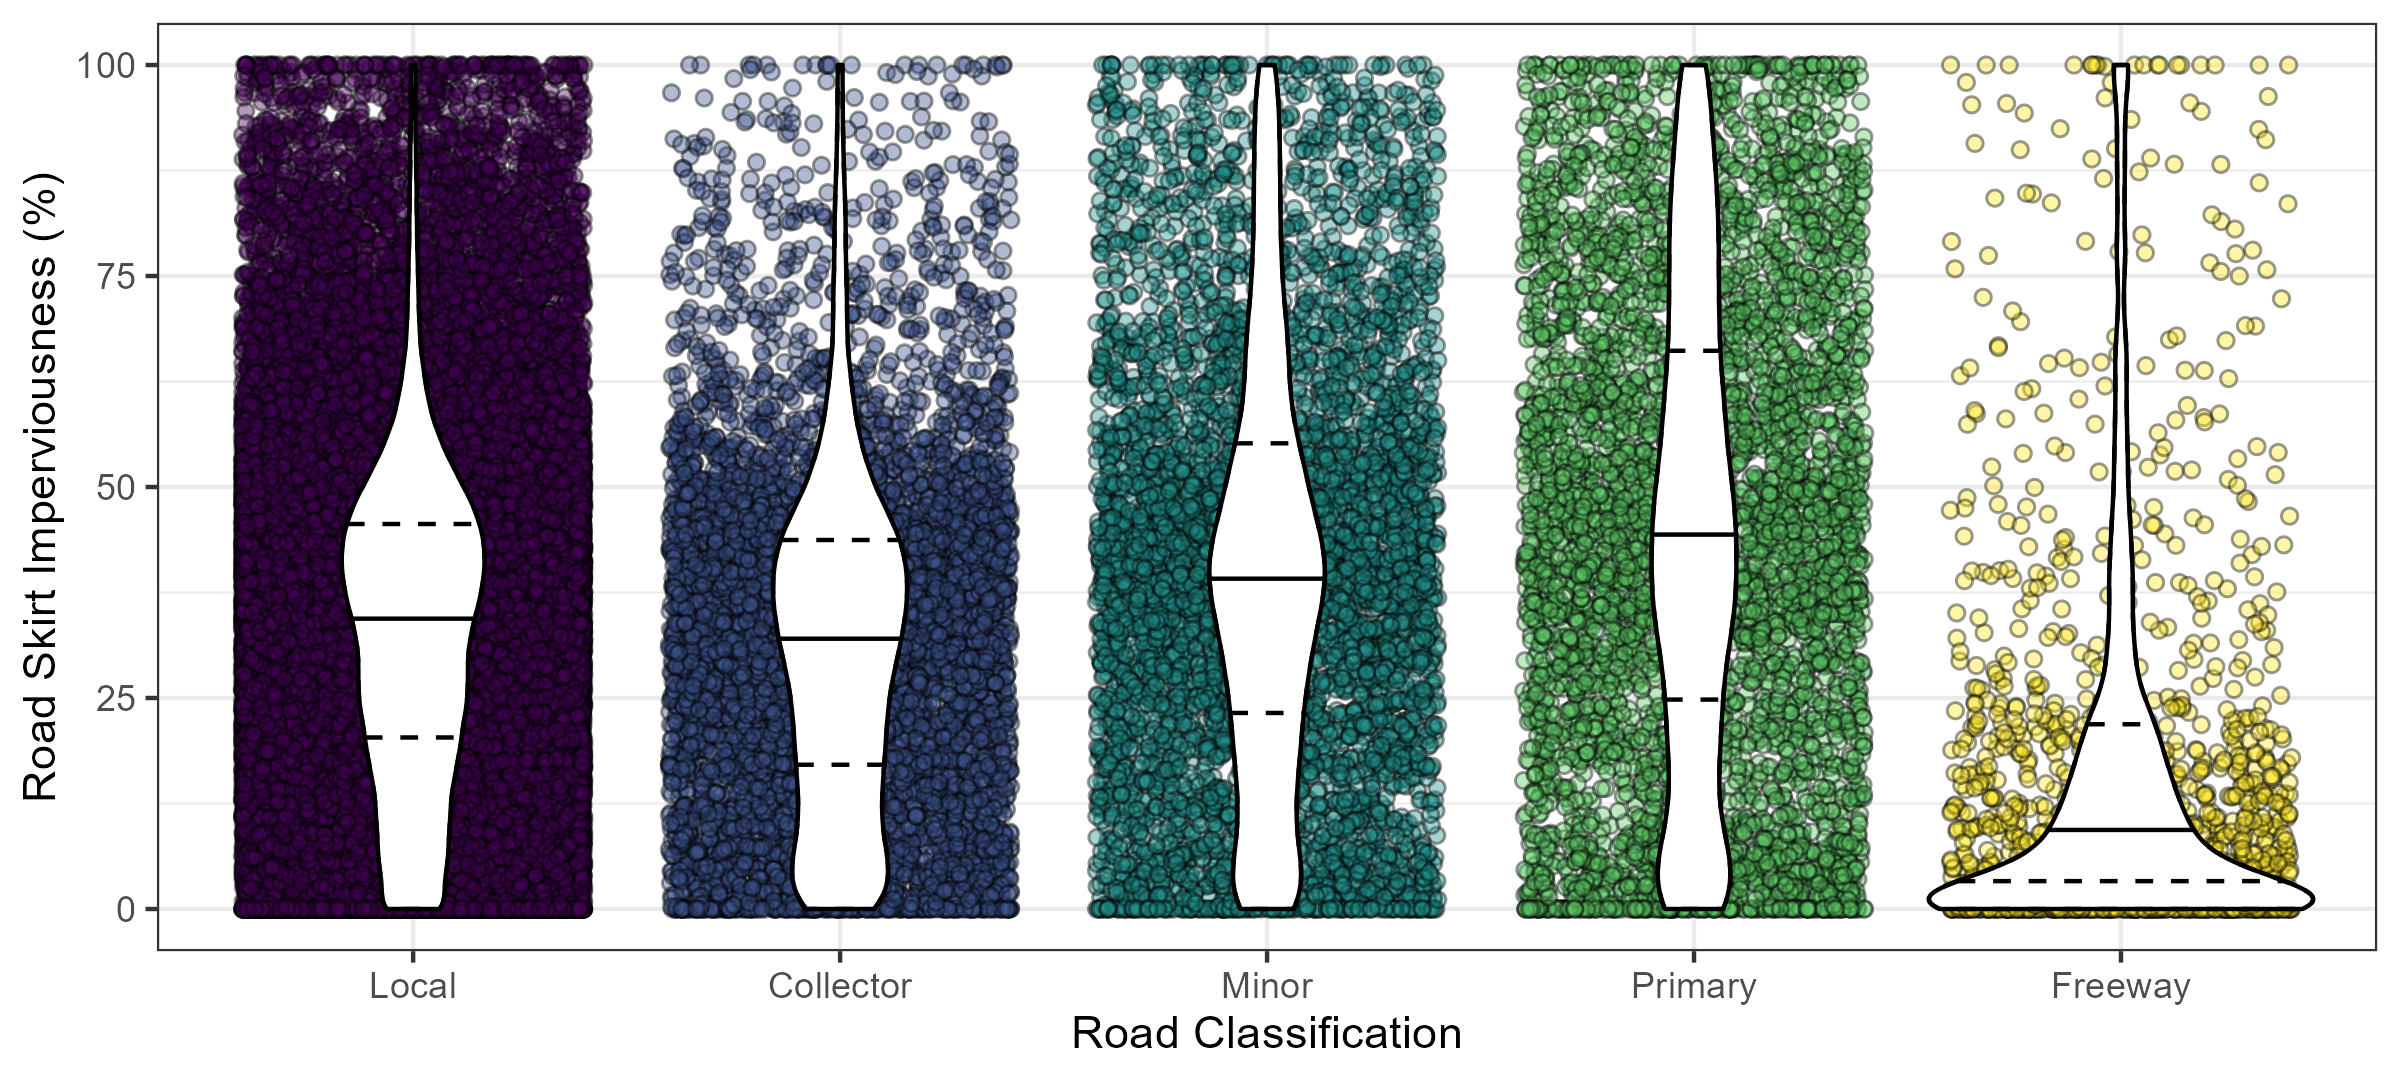 Road Skirt Imperviousness (%)
100
75
50
25
0
Local
Collector
Minor
Primary
Freeway
Road Classification